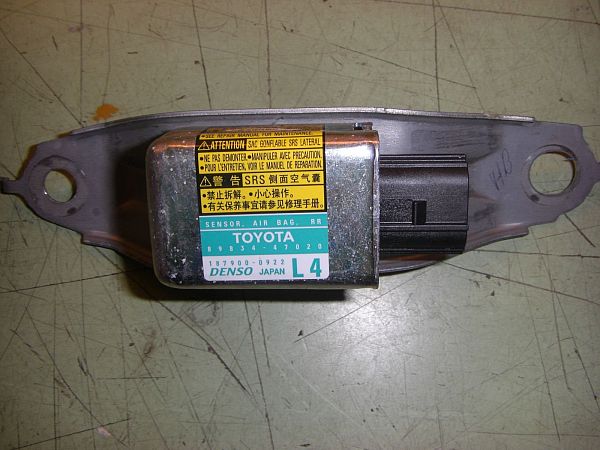 •SEE REPAIR MANUAL FOR MAINTENANCE.
ATTENTION SAC GONFLABLE SRS LATERAL
•NE PAS DEMONTER. •MANIPULER AVEC PRECAUTION.
•POUR L'ENTRETIEN, VOIR LE MANUEL DE REPARATION.
警告 SRS 侧面空气囊
•禁止拆解。 •小心操作。
•有关保养事宜请参见修理手册。
SENSOR, AIR BAG, RR
TOYOTA
89834-47020
187900-0922
DENSO JAPAN L4